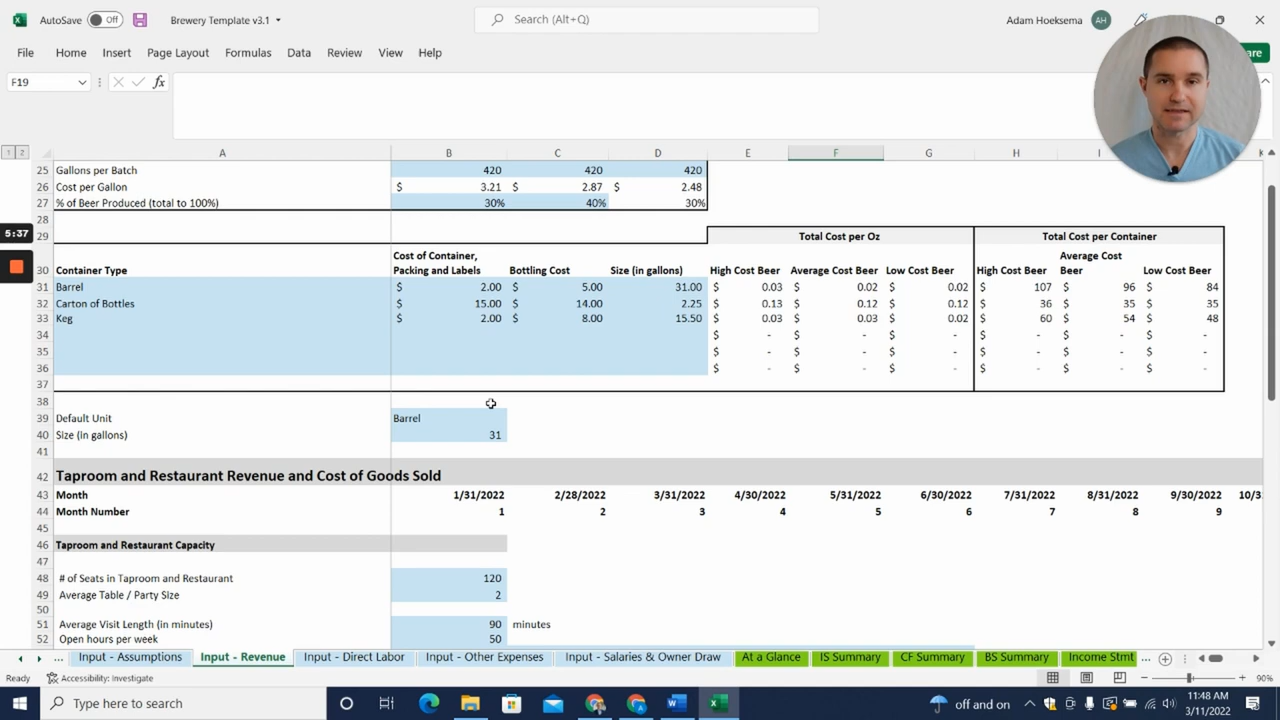 AutoSave Off Brewery Template v3.1 Search (Alt+Q) Adam Hoeksema AH
File Home Insert Page Layout Formulas Data Review View Help
F19 fx
1 2 A B C D E F G H I
25 Gallons per Batch 420 420 420
26 Cost per Gallon $ 3.21 $ 2.87 $ 2.48
27 % of Beer Produced (total to 100%) 30% 40% 30%
28
5:37
29 Total Cost per Oz Total Cost per Container
Cost of Container, Average Cost
30 Container Type Packing and Labels Bottling Cost Size (in gallons) High Cost Beer Average Cost Beer Low Cost Beer High Cost Beer Beer Low Cost Beer
31 Barrel $ 2.00 $ 5.00 31.00 $ 0.03 $ 0.02 $ 0.02 $ 107 $ 96 $ 84
32 Carton of Bottles $ 15.00 $ 14.00 2.25 $ 0.13 $ 0.12 $ 0.12 $ 36 $ 35 $ 35
33 Keg $ 2.00 $ 8.00 15.50 $ 0.03 $ 0.03 $ 0.02 $ 60 $ 54 $ 48
34 $ - $ - $ - $ - $ - $ -
35 $ - $ - $ - $ - $ - $ -
36 $ - $ - $ - $ - $ - $ -
37
38
39 Default Unit Barrel
40 Size (in gallons) 31
41
42 Taproom and Restaurant Revenue and Cost of Goods Sold
43 Month 1/31/2022 2/28/2022 3/31/2022 4/30/2022 5/31/2022 6/30/2022 7/31/2022 8/31/2022 9/30/2022 10/3
44 Month Number 1 2 3 4 5 6 7 8 9
45
46 Taproom and Restaurant Capacity
47
48 # of Seats in Taproom and Restaurant 120
49 Average Table / Party Size 2
50
51 Average Visit Length (in minutes) 90 minutes
52 Open hours per week 50
... Input - Assumptions Input - Revenue Input - Direct Labor Input - Other Expenses Input - Salaries & Owner Draw At a Glance IS Summary CF Summary BS Summary Income Stmt ...
Ready Accessibility: Investigate 90%
Type here to search off and on 11:48 AM
3/11/2022